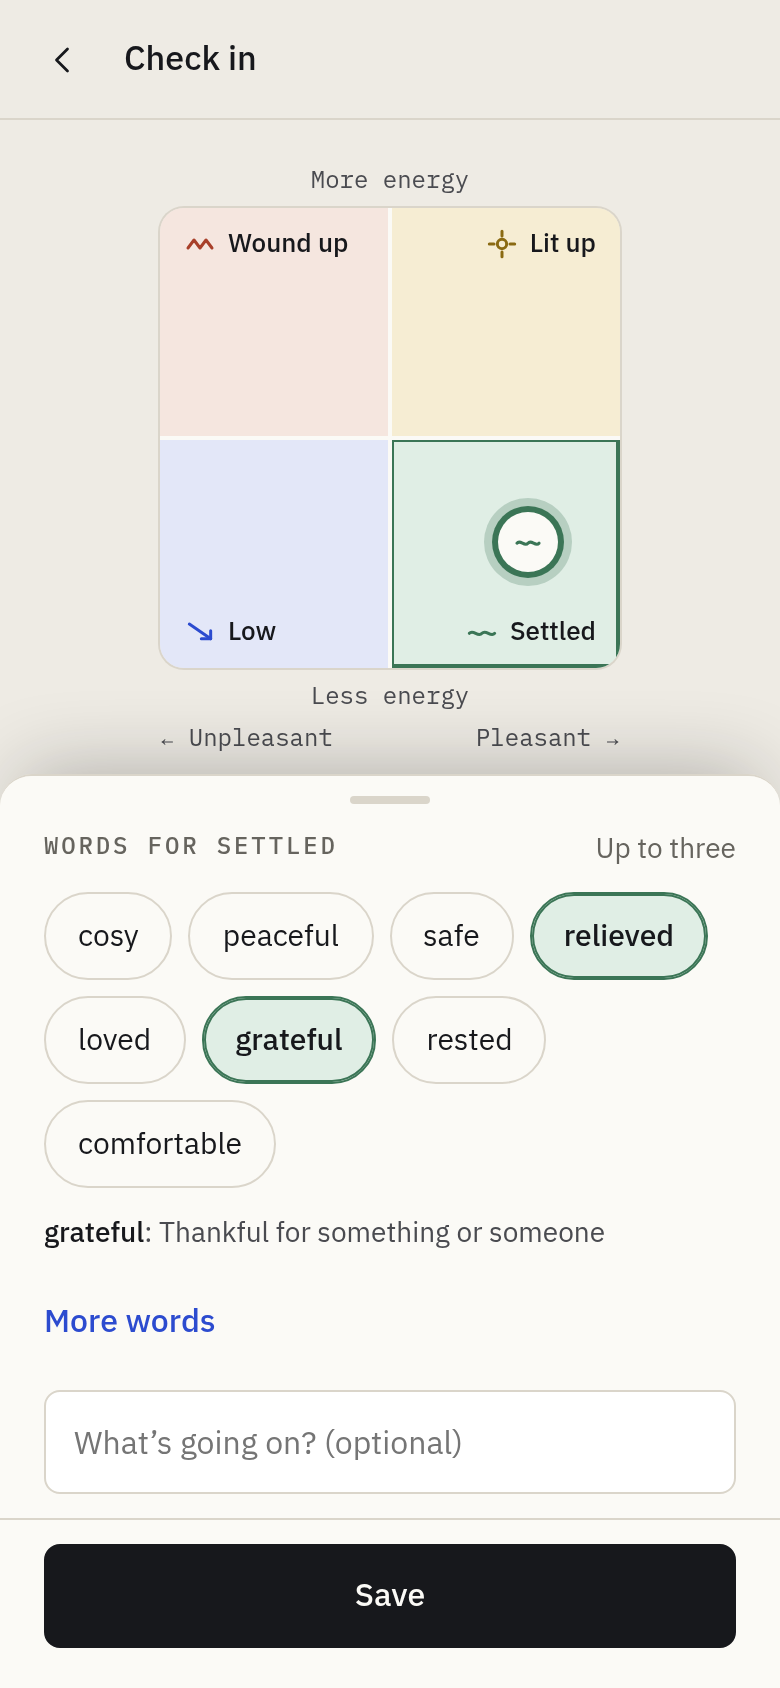 Check in
More energy
Wound up
Lit up
Low
Settled
Less energy
← Unpleasant
Pleasant →
WORDS FOR SETTLED
Up to three
cosy
peaceful
safe
relieved
loved
grateful
rested
comfortable
grateful: Thankful for something or someone
More words
What’s going on? (optional)
Save